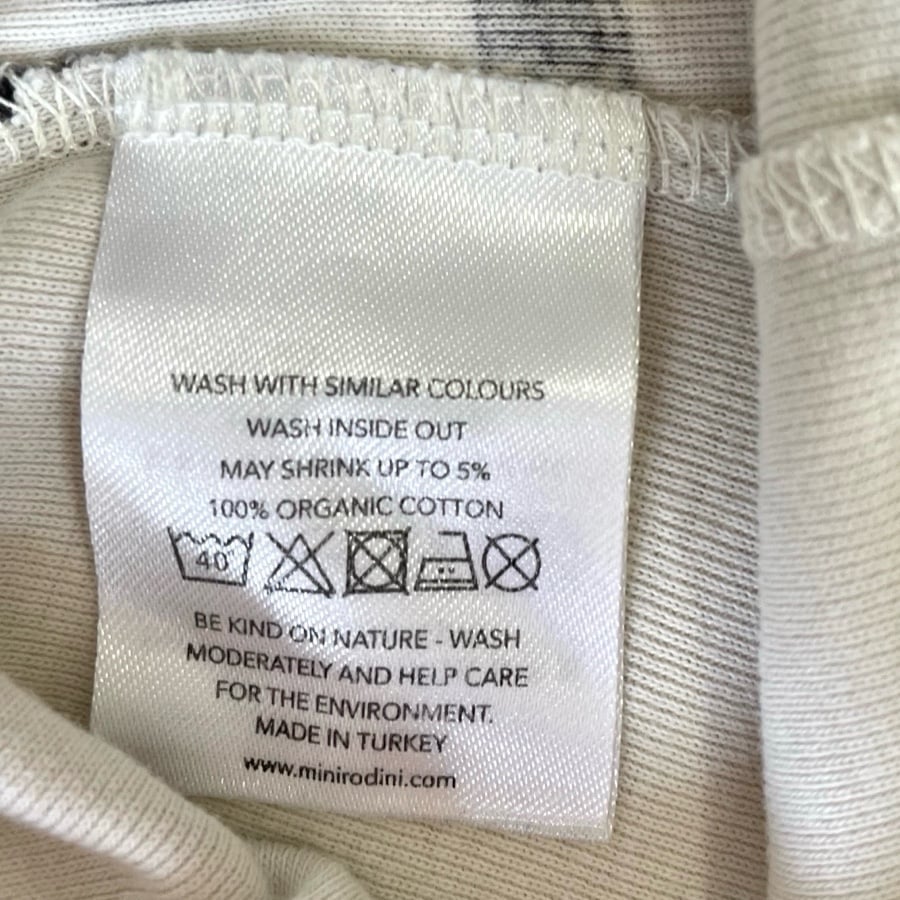 WASH WITH SIMILAR COLOURS
WASH INSIDE OUT
MAY SHRINK UP TO 5%
100% ORGANIC COTTON
40°
BE KIND ON NATURE - WASH
MODERATELY AND HELP CARE
FOR THE ENVIRONMENT.
MADE IN TURKEY
www.minirodini.com